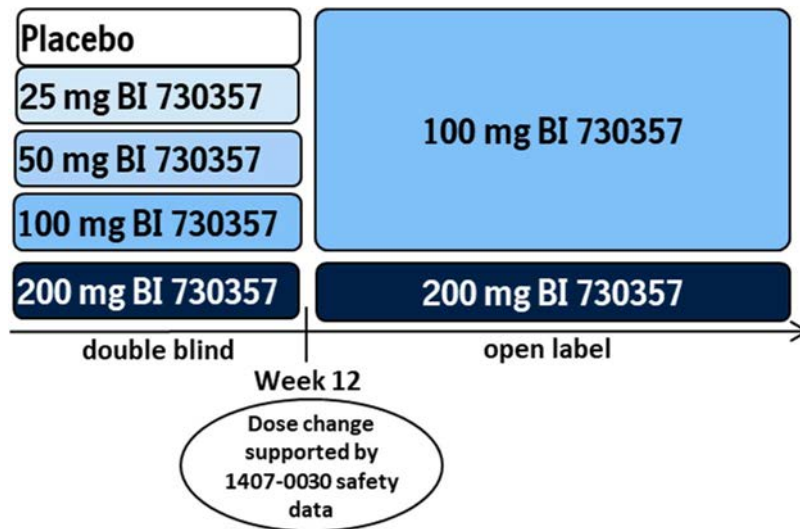 Placebo
25 mg BI 730357
50 mg BI 730357
100 mg BI 730357
200 mg BI 730357
100 mg BI 730357
200 mg BI 730357
double blind
open label
Week 12
Dose change
supported by
1407-0030 safety
data